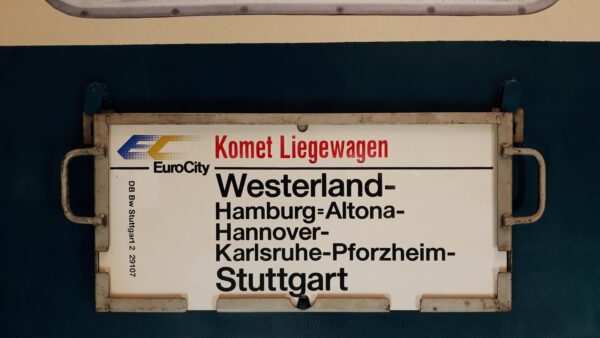 EC
EuroCity
Komet Liegewagen
Westerland-
Hamburg=Altona-
Hannover-
Karlsruhe-Pforzheim-
Stuttgart
DB Bw Stuttgart 2 29107